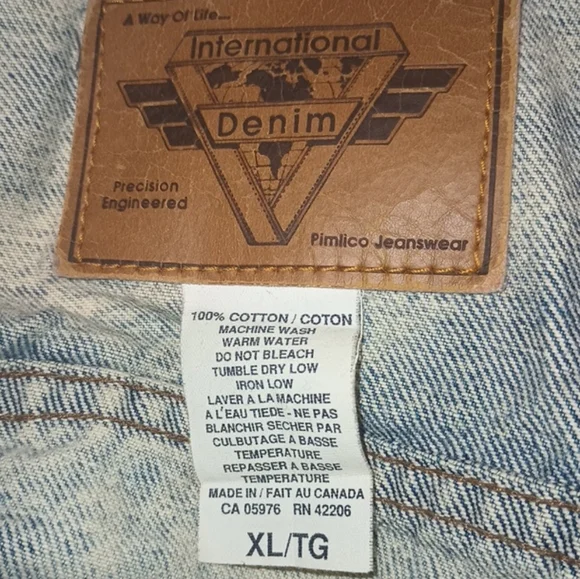 A Way Of Life...
International
Denim
Precision
Engineered
Pimlico Jeanswear
100% COTTON / COTON
MACHINE WASH
WARM WATER
DO NOT BLEACH
TUMBLE DRY LOW
IRON LOW
LAVER A LA MACHINE
A L'EAU TIEDE - NE PAS
BLANCHIR SECHER PAR
CULBUTAGE A BASSE
TEMPERATURE
REPASSER A BASSE
TEMPERATURE
MADE IN / FAIT AU CANADA
CA 05976 RN 42206
XL/TG